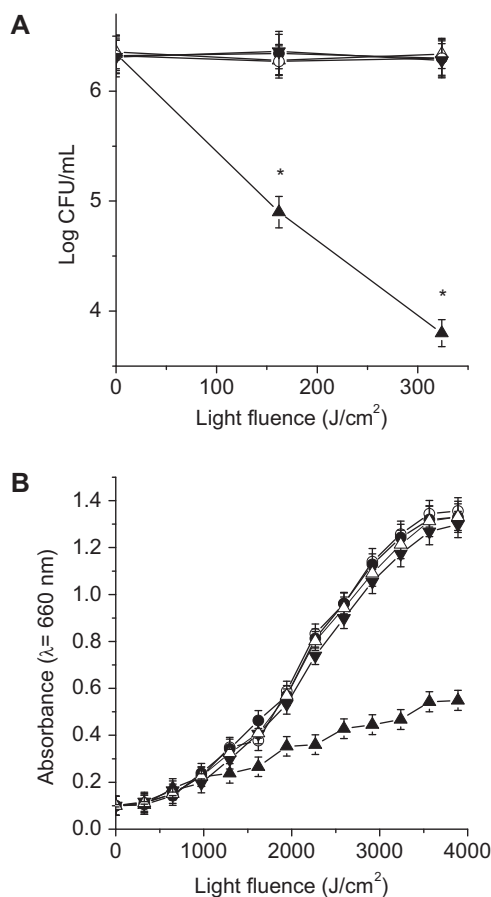 A
Log CFU/mL
6
5
4
*
*
0 100 200 300
Light fluence (J/cm²)
B
Absorbance (λ= 660 nm)
1.4
1.2
1.0
0.8
0.6
0.4
0.2
0.0
0 1000 2000 3000 4000
Light fluence (J/cm²)